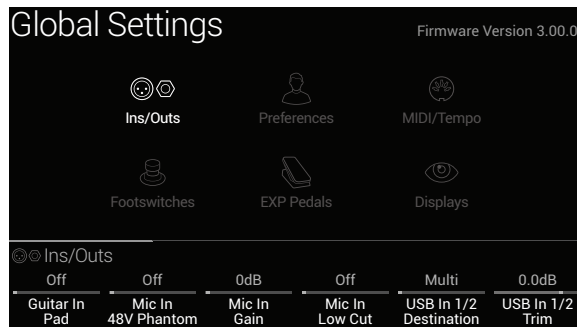 Global Settings
Firmware Version 3.00.0
Ins/Outs
Preferences
MIDI/Tempo
Footswitches
EXP Pedals
Displays
Ins/Outs
Off
Off
0dB
Off
Multi
0.0dB
Guitar In
Pad
Mic In
48V Phantom
Mic In
Gain
Mic In
Low Cut
USB In 1/2
Destination
USB In 1/2
Trim